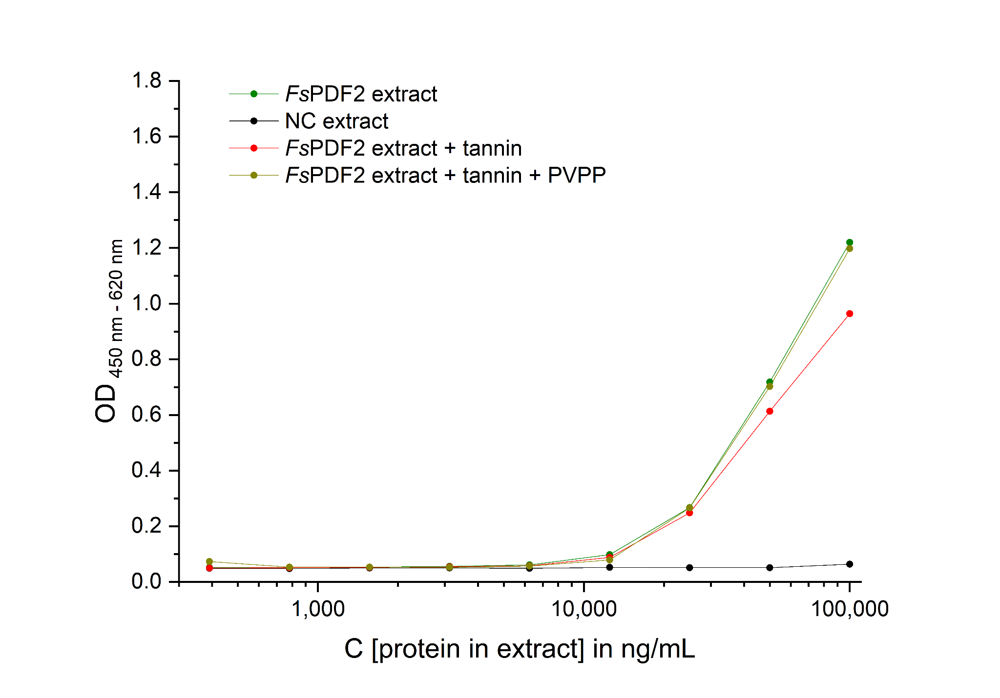 1.8
1.6
1.4
1.2
1.0
0.8
0.6
0.4
0.2
0.0
OD 450 nm - 620 nm
FsPDF2 extract
NC extract
FsPDF2 extract + tannin
FsPDF2 extract + tannin + PVPP
1,000
10,000
100,000
C [protein in extract] in ng/mL